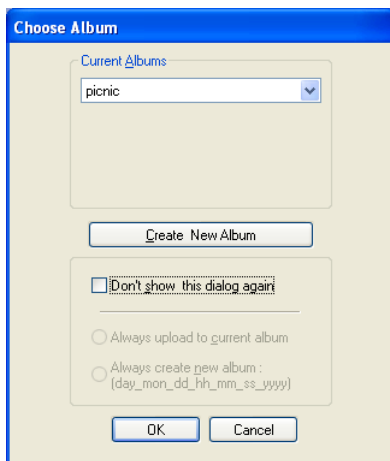 Choose Album
Current Albums
picnic
Create New Album
Don't show this dialog again
Always upload to current album
Always create new album :
(day_mon_dd_hh_mm_ss_yyyy)
OK
Cancel